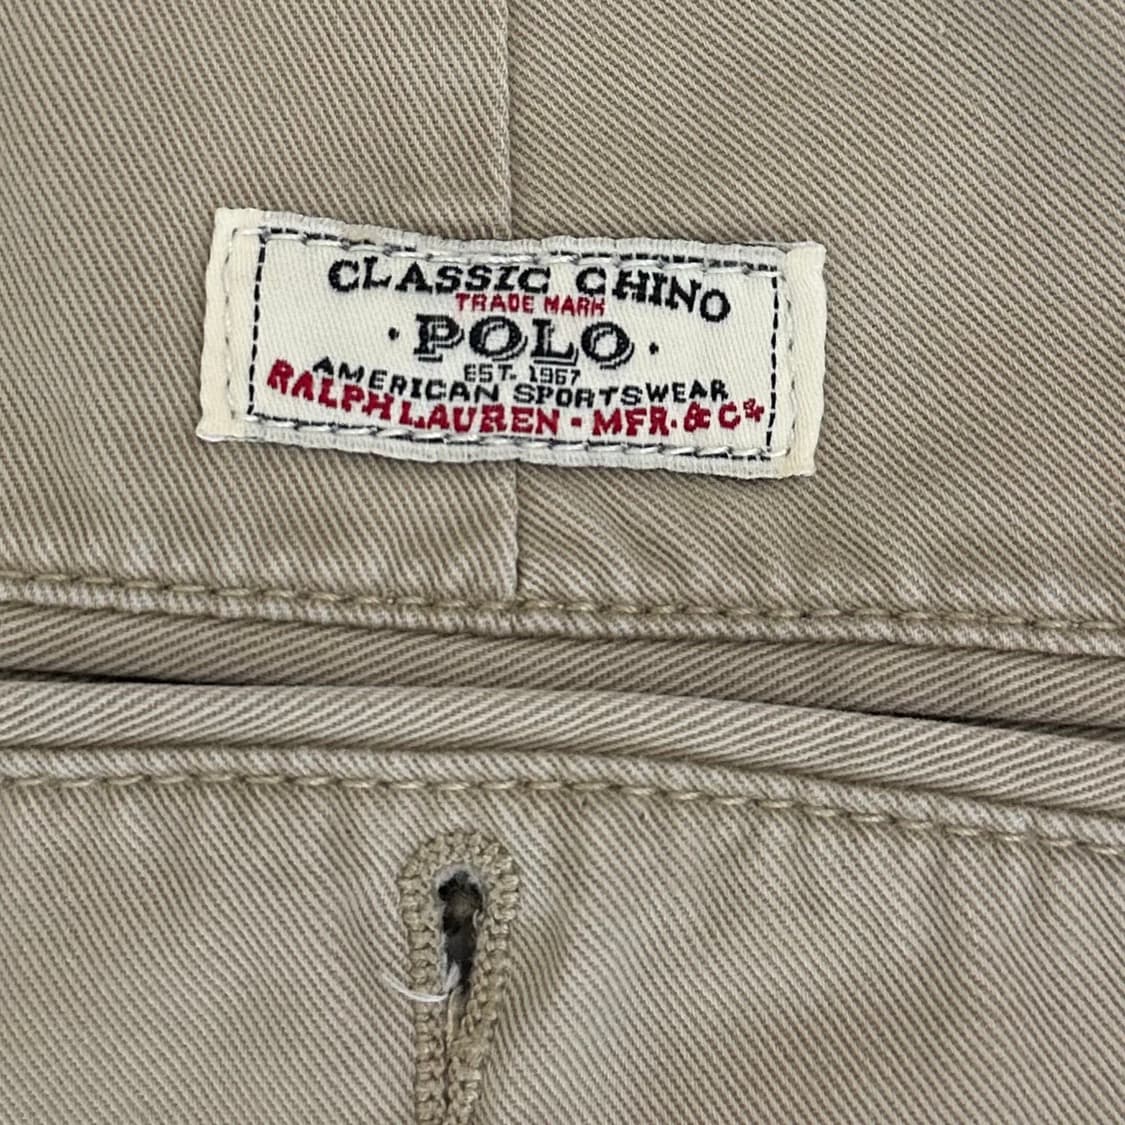 CLASSIC CHINO
TRADE MARK
· POLO ·
EST. 1967
AMERICAN SPORTSWEAR
RALPH LAUREN - MFR. & Co.